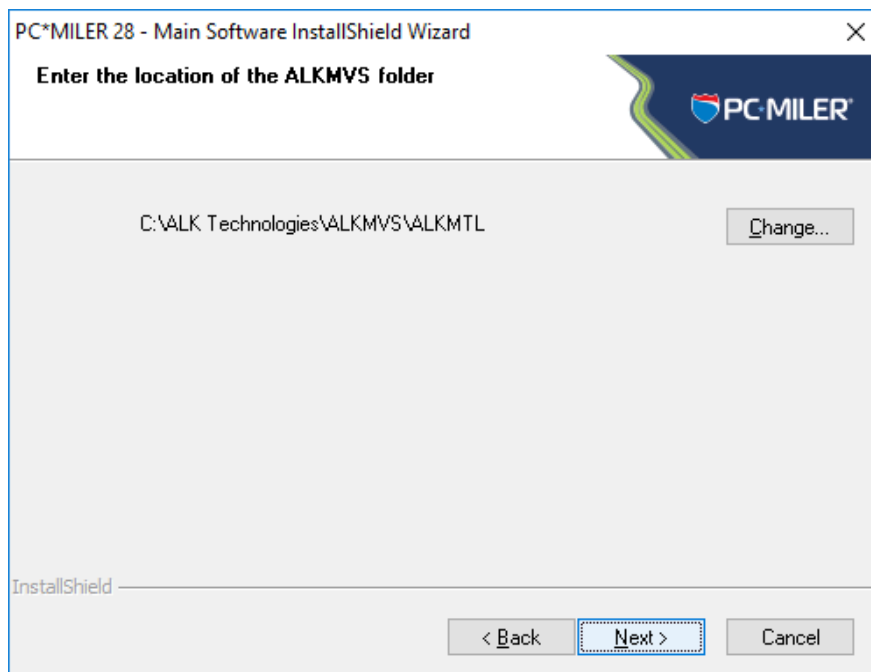 PC*MILER 28 - Main Software InstallShield Wizard
Enter the location of the ALKMVS folder
PC*MILER®
C:\ALK Technologies\ALKMVS\ALKMTL
Change...
InstallShield
< Back
Next >
Cancel